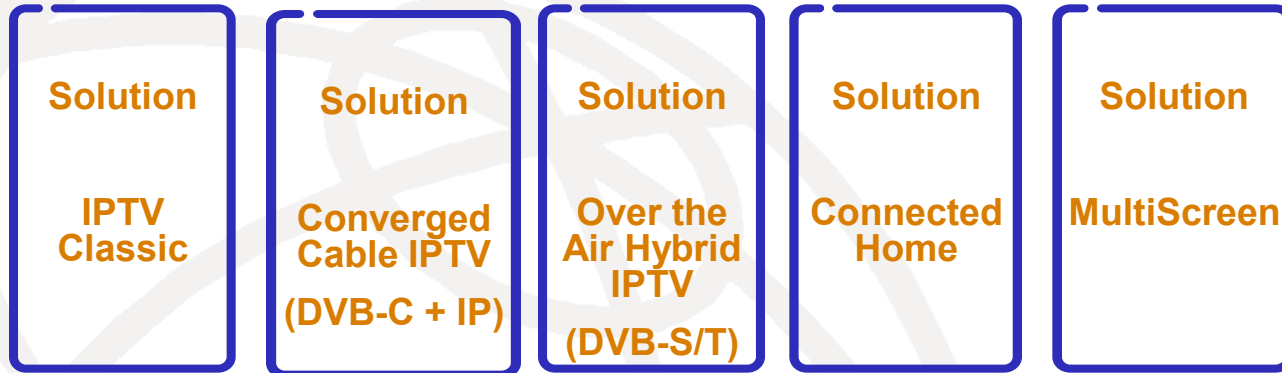 Solution
IPTV
Classic
Solution
Converged
Cable IPTV
(DVB-C + IP)
Solution
Over the
Air Hybrid
IPTV
(DVB-S/T)
Solution
Connected
Home
Solution
MultiScreen